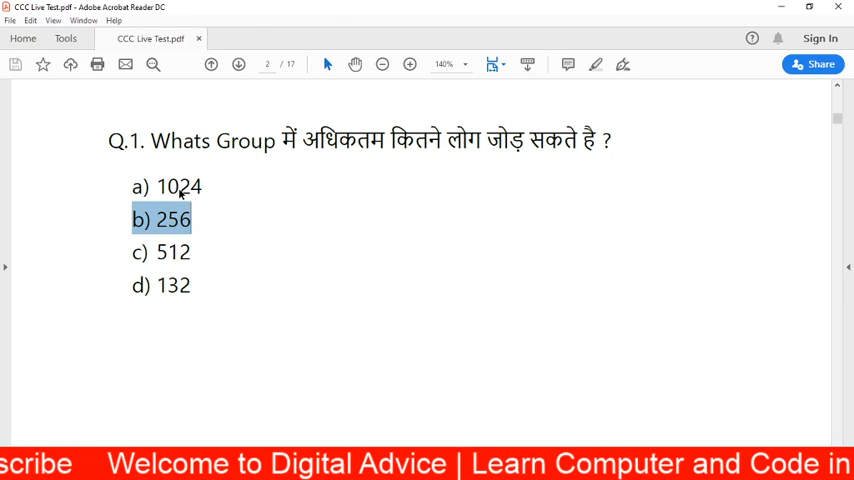 CCC Live Test.pdf - Adobe Acrobat Reader DC
File Edit View Window Help
Home Tools CCC Live Test.pdf × Sign In
2 / 17 140% Share
Q.1. Whats Group में अधिकतम कितने लोग जोड़ सकते है ?
a) 1024
b) 256
c) 512
d) 132
scribe Welcome to Digital Advice | Learn Computer and Code in